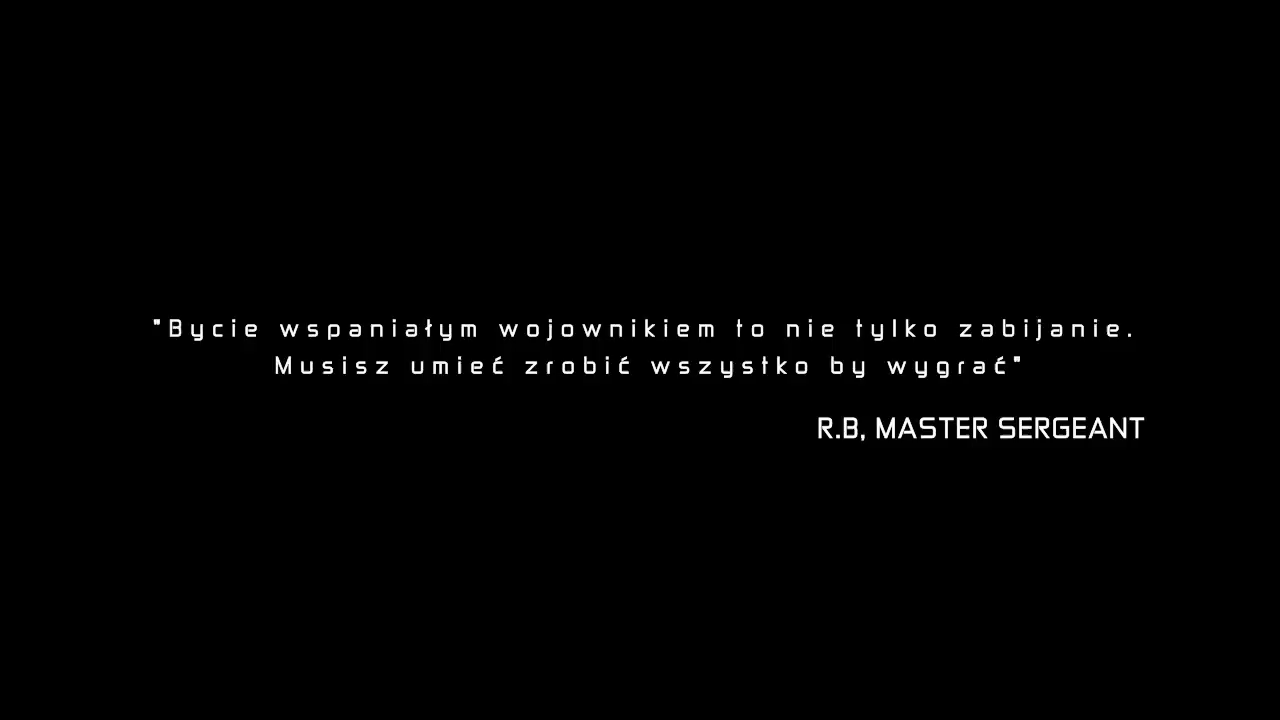 "Bycie wspaniałym wojownikiem to nie tylko zabijanie.
Musisz umieć zrobić wszystko by wygrać"
R.B, MASTER SERGEANT